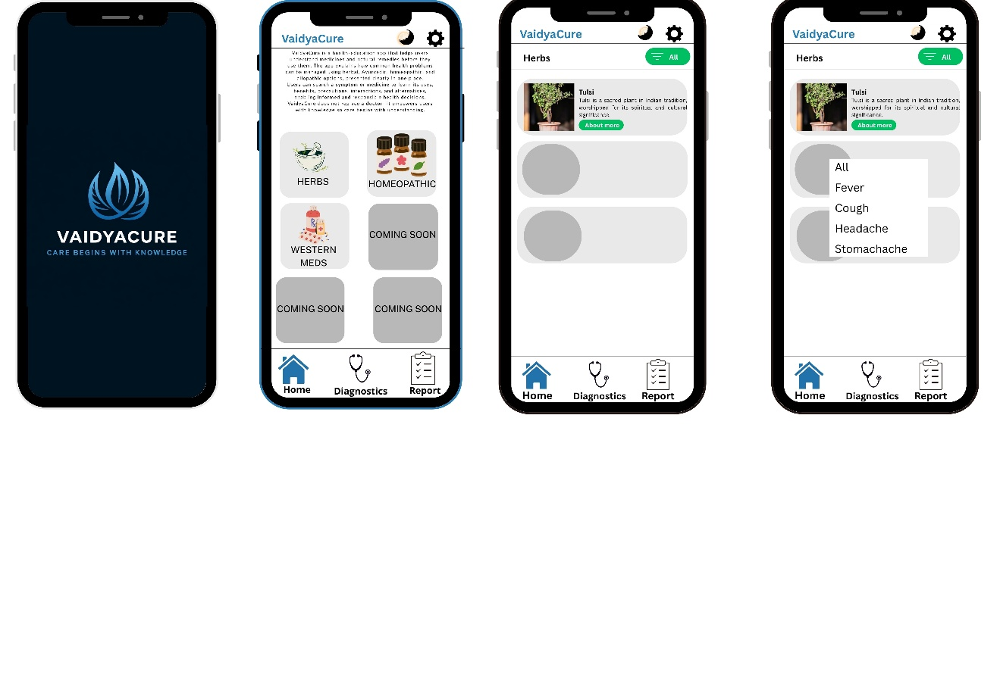 VAIDYACURE
CARE BEGINS WITH KNOWLEDGE
VaidyaCure
VaidyaCure is a health-education app that helps users
understand medicines and natural remedies before they
use them. The app explains how common health problems
can be managed using herbal, Ayurvedic, homeopathic, and
allopathic options, presented clearly in one place.
Users can search a symptom or medicine to learn its uses,
benefits, precautions, interactions, and alternatives,
enabling informed and responsible health decisions.
VaidyaCure does not replace a doctor it empowers users
with knowledge so care begins with understanding.
HERBS
HOMEOPATHIC
Rx
WESTERN
MEDS
COMING SOON
COMING SOON
COMING SOON
Home
Diagnostics
Report
VaidyaCure
Herbs
All
Tulsi
Tulsi is a sacred plant in Indian tradition,
worshipped for its spiritual and cultural
significance.
About more
Home
Diagnostics
Report
VaidyaCure
Herbs
All
Tulsi
Tulsi is a sacred plant in Indian tradition,
worshipped for its spiritual and cultural
significance.
About more
All
Fever
Cough
Headache
Stomachache
Home
Diagnostics
Report